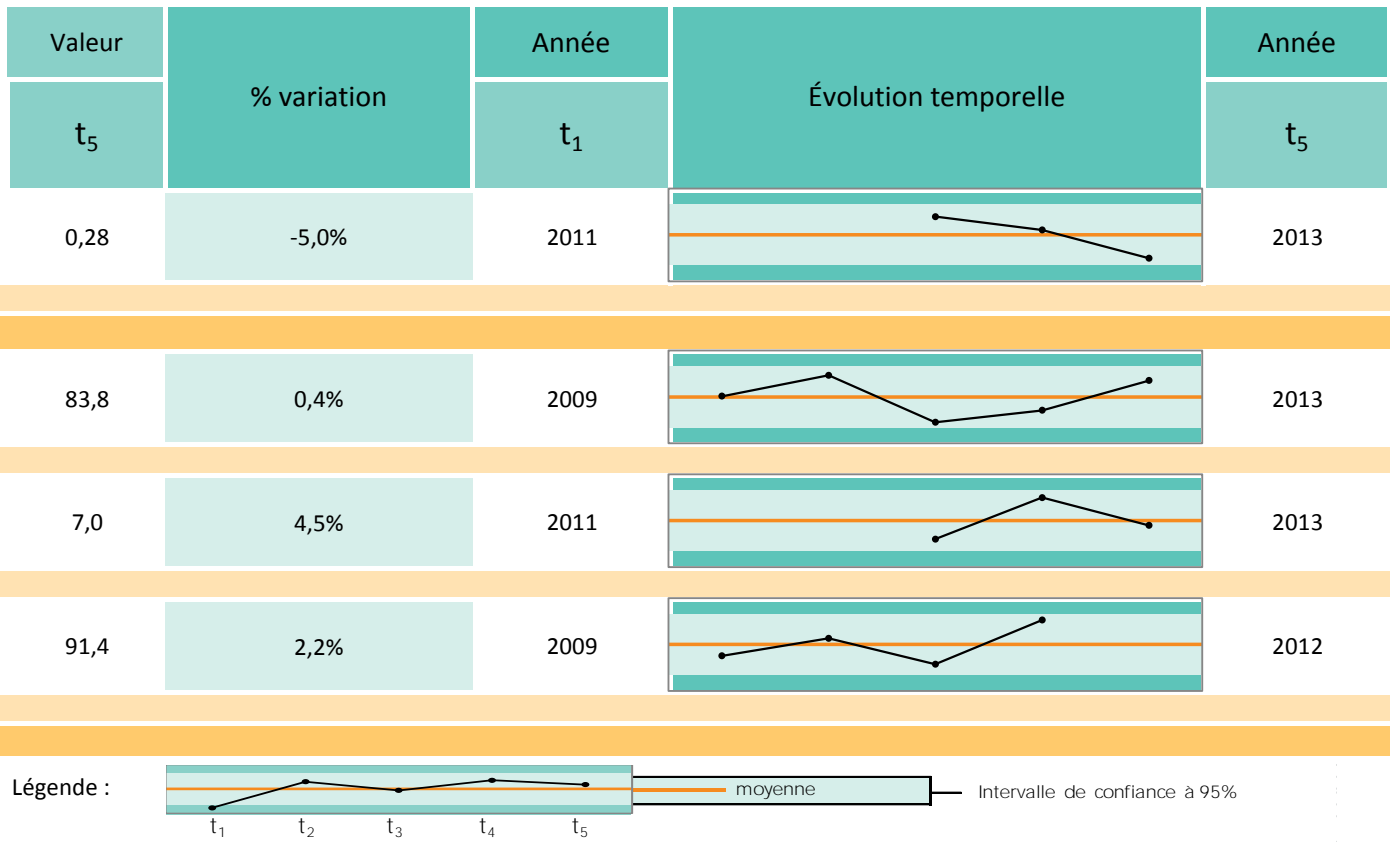 Valeur
% variation
Année
Évolution temporelle
Année
t₅
t₁
t₅
0,28 -5,0% 2011 2013
83,8 0,4% 2009 2013
7,0 4,5% 2011 2013
91,4 2,2% 2009 2012
Légende : moyenne Intervalle de confiance à 95%
t₁ t₂ t₃ t₄ t₅